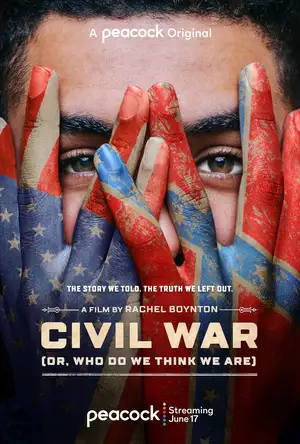 A peacock Original
THE STORY WE TOLD. THE TRUTH WE LEFT OUT.
A FILM BY RACHEL BOYNTON
CIVIL WAR
(OR, WHO DO WE THINK WE ARE)
peacock Streaming
June 17